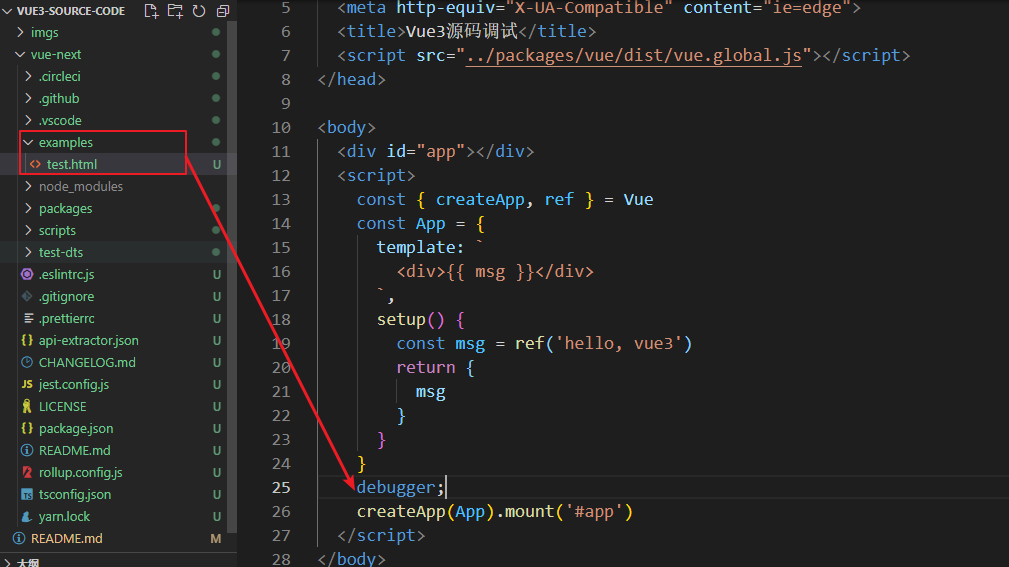 VUE3-SOURCE-CODE
imgs
vue-next
.circleci
.github
.vscode
examples
<> test.html U
node_modules
packages
scripts
test-dts
.eslintrc.js U
.gitignore U
.prettierrc U
{} api-extractor.json U
CHANGELOG.md U
JS jest.config.js U
LICENSE U
{} package.json U
README.md U
rollup.config.js U
TS tsconfig.json U
yarn.lock U
README.md M
大纲
5 <meta http-equiv="X-UA-Compatible" content="ie=edge">
6 <title>Vue3源码调试</title>
7 <script src="../packages/vue/dist/vue.global.js"></script>
8 </head>
9
10 <body>
11 <div id="app"></div>
12 <script>
13 const { createApp, ref } = Vue
14 const App = {
15 template: `
16 <div>{{ msg }}</div>
17 `,
18 setup() {
19 const msg = ref('hello, vue3')
20 return {
21 msg
22 }
23 }
24 }
25 debugger;
26 createApp(App).mount('#app')
27 </script>
28 </body>